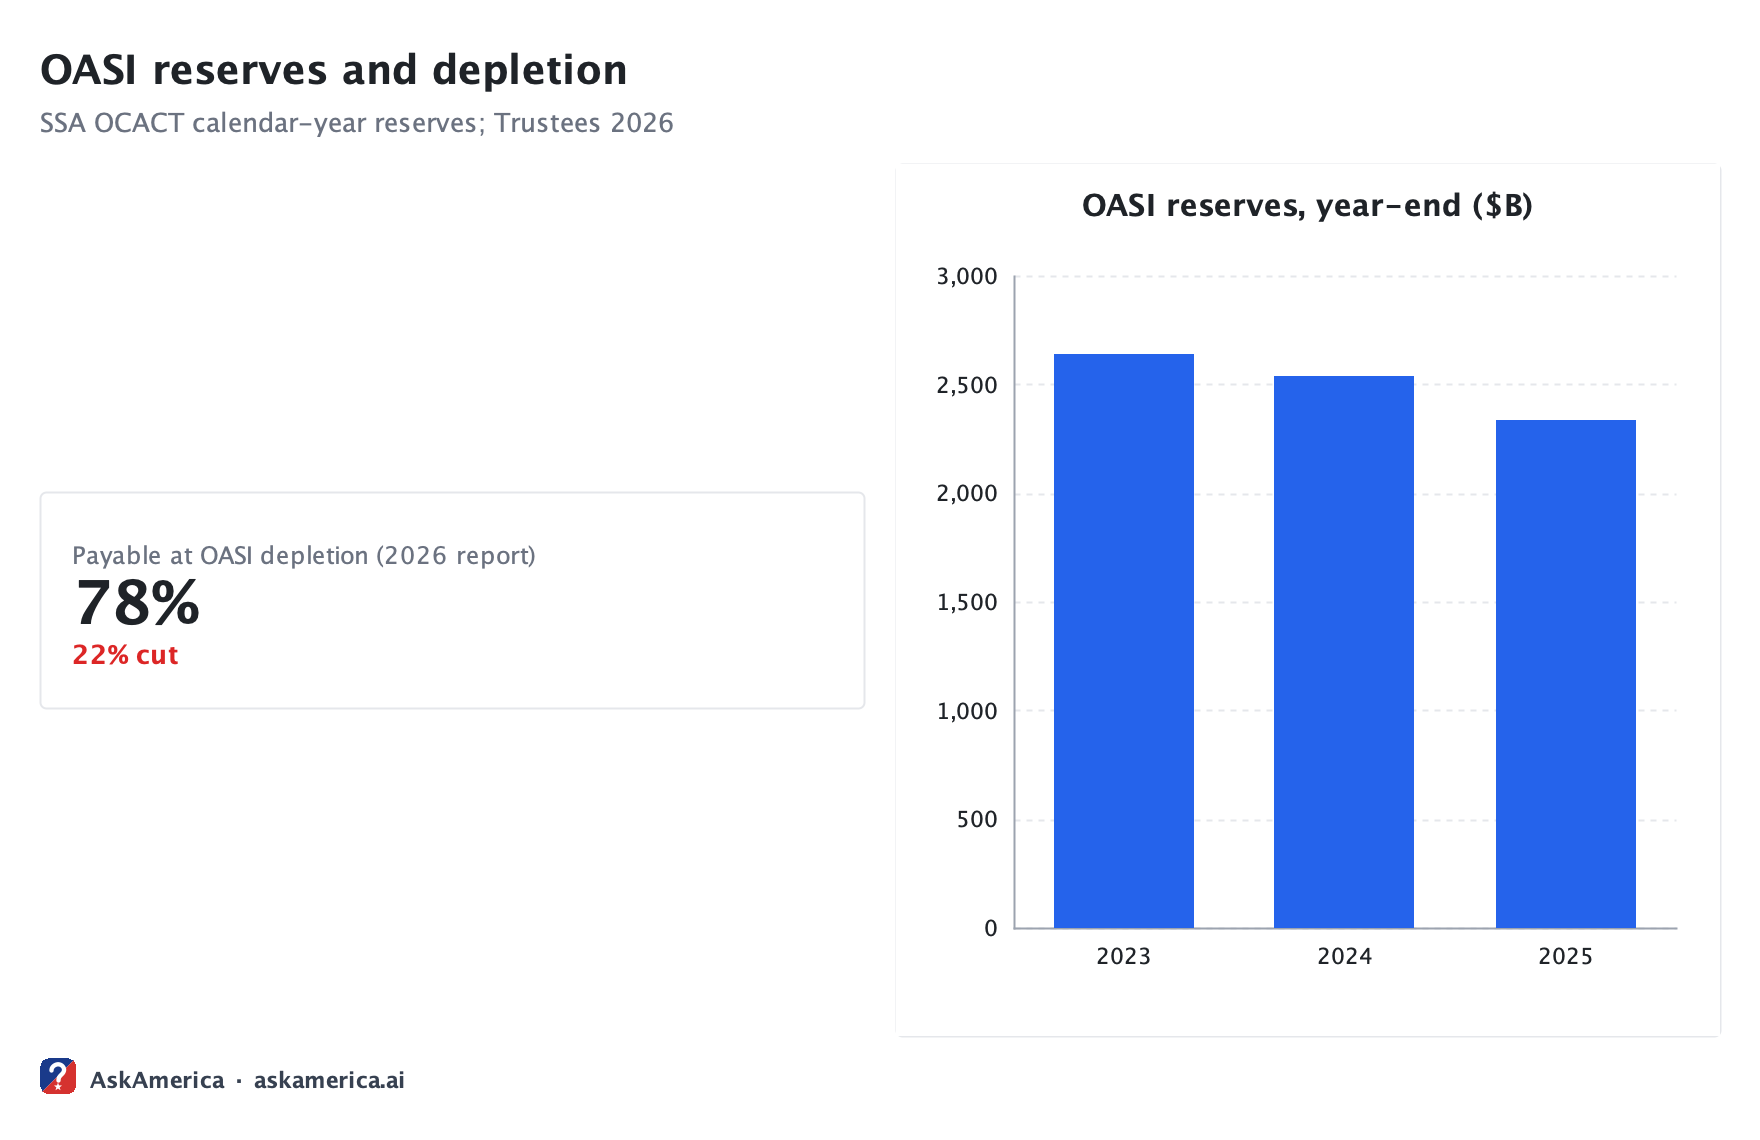 OASI reserves and depletion
SSA OCACT calendar-year reserves; Trustees 2026
Payable at OASI depletion (2026 report)
78%
22% cut
OASI reserves, year-end ($B)
3,000
2,500
2,000
1,500
1,000
500
0
2023
2024
2025
?
AskAmerica · askamerica.ai